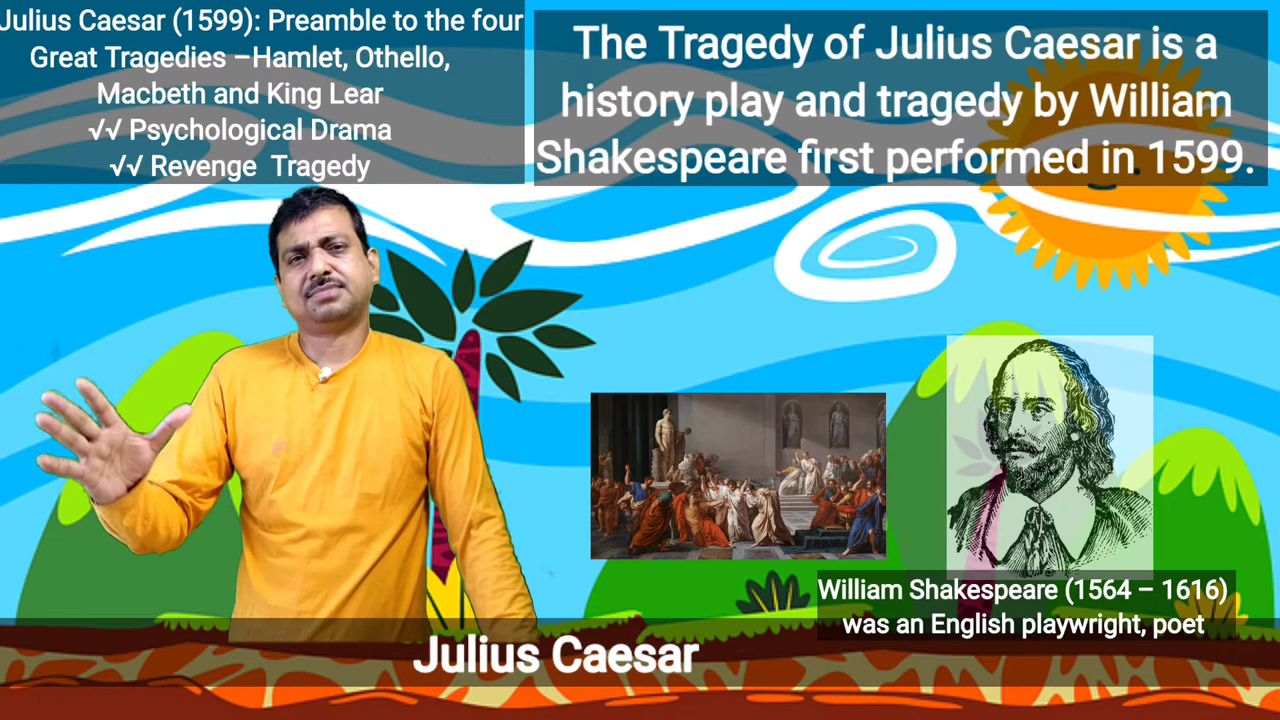 Julius Caesar (1599): Preamble to the four
Great Tragedies –Hamlet, Othello,
Macbeth and King Lear
√√ Psychological Drama
√√ Revenge Tragedy
The Tragedy of Julius Caesar is a
history play and tragedy by William
Shakespeare first performed in 1599.
William Shakespeare (1564 – 1616)
was an English playwright, poet
Julius Caesar